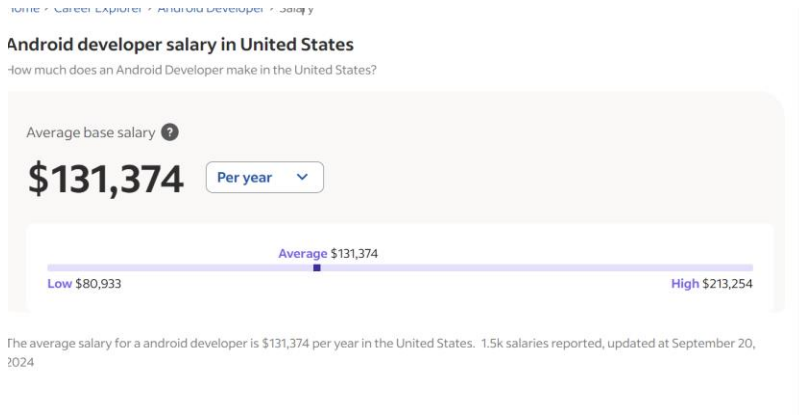 Home > Career Explorer > Android Developer > Salary
Android developer salary in United States
How much does an Android Developer make in the United States?
Average base salary ?
$131,374 Per year
Average $131,374
Low $80,933 High $213,254
The average salary for a android developer is $131,374 per year in the United States. 1.5k salaries reported, updated at September 20,
2024